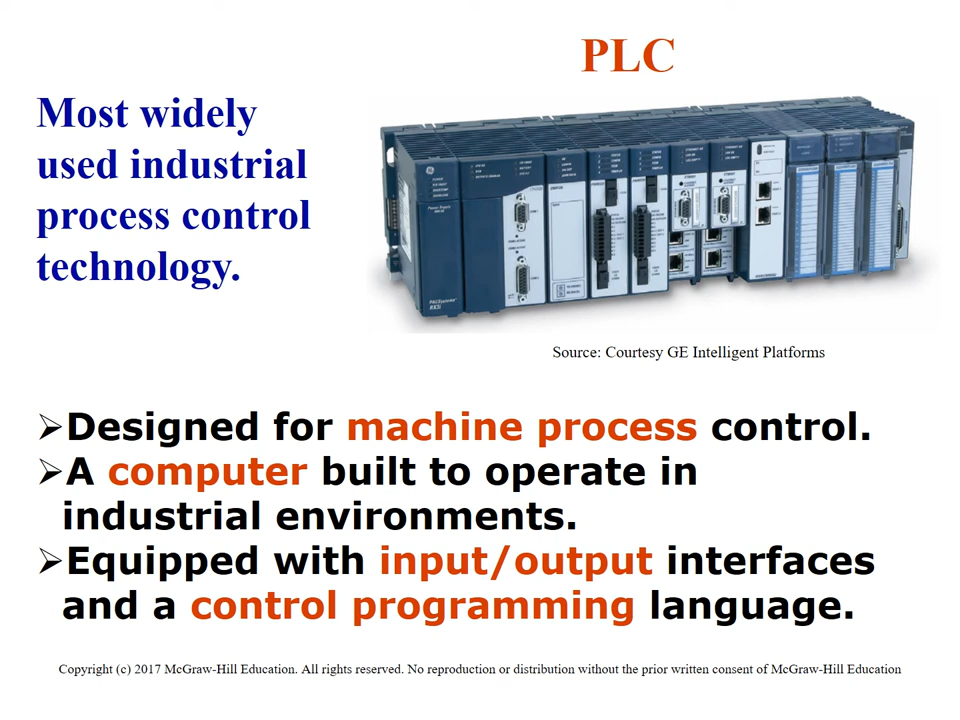 PLC
Most widely
used industrial
process control
technology.
PACSystems
RX3i
Source: Courtesy GE Intelligent Platforms
➢Designed for machine process control.
➢A computer built to operate in
industrial environments.
➢Equipped with input/output interfaces
and a control programming language.
Copyright (c) 2017 McGraw-Hill Education. All rights reserved. No reproduction or distribution without the prior written consent of McGraw-Hill Education